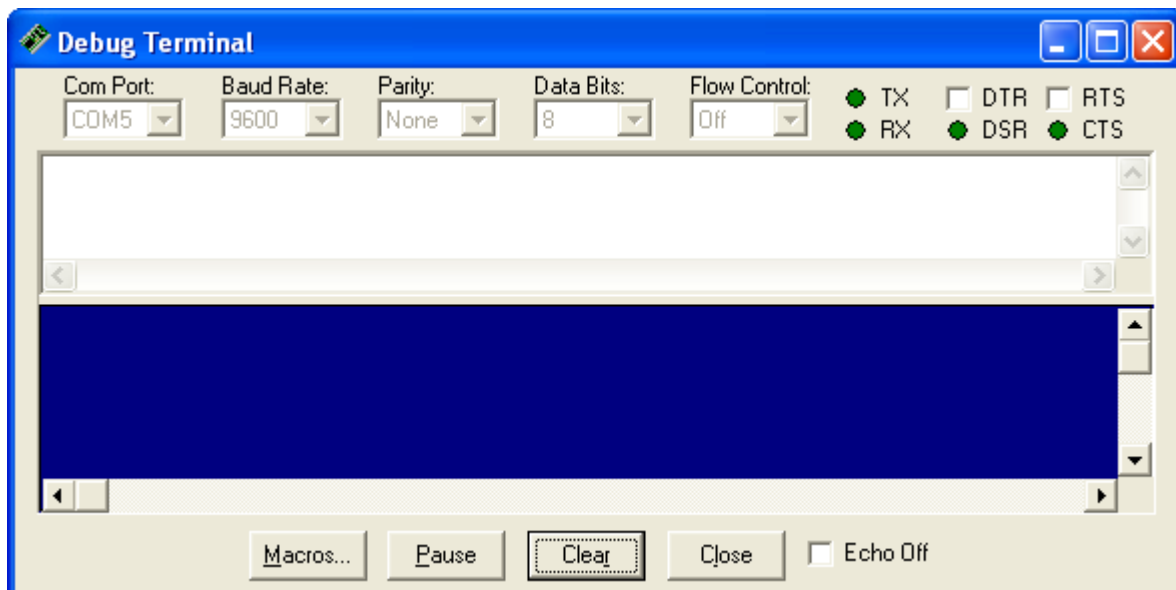 Debug Terminal
Com Port: Baud Rate: Parity: Data Bits: Flow Control:
COM5 9600 None 8 Off
TX DTR RTS
RX DSR CTS
Macros... Pause Clear Close Echo Off